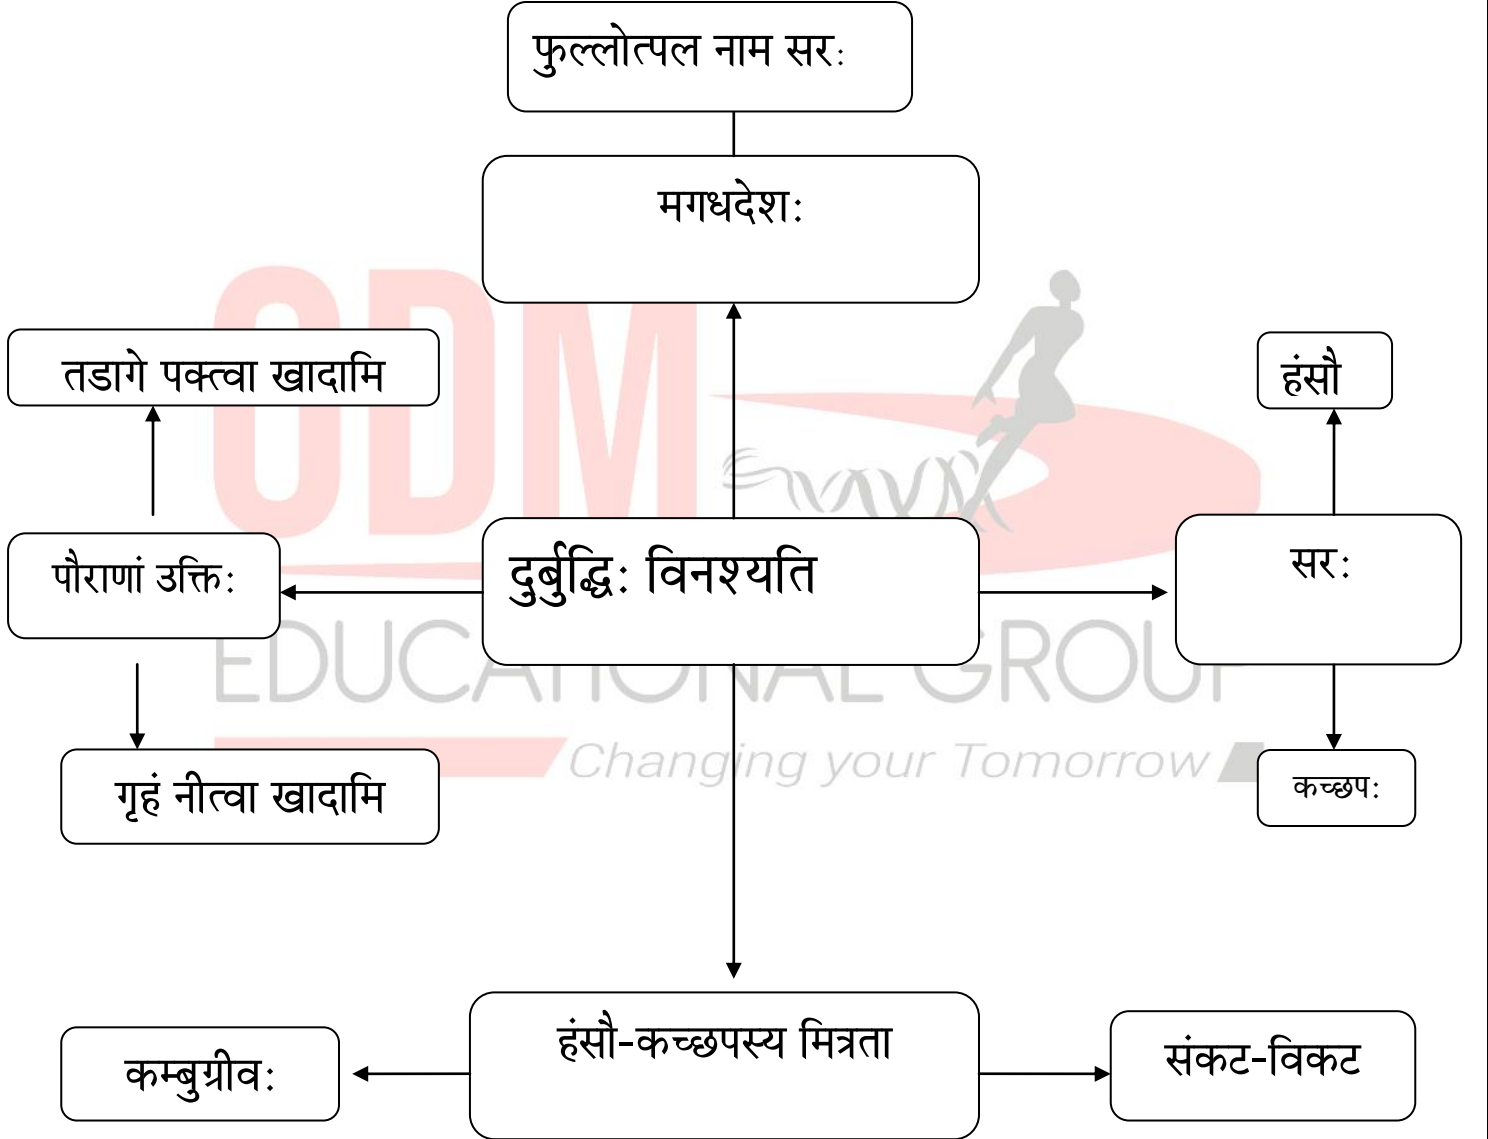 फुल्लोत्पल नाम सरः
मगधदेशः
तडागे पक्त्वा खादामि
हंसौ
ODM
पौराणां उक्तिः
दुर्बुद्धिः विनश्यति
सरः
EDUCATIONAL GROUP
Changing your Tomorrow
गृहं नीत्वा खादामि
कच्छपः
कम्बुग्रीवः
हंसौ-कच्छपस्य मित्रता
संकट-विकट